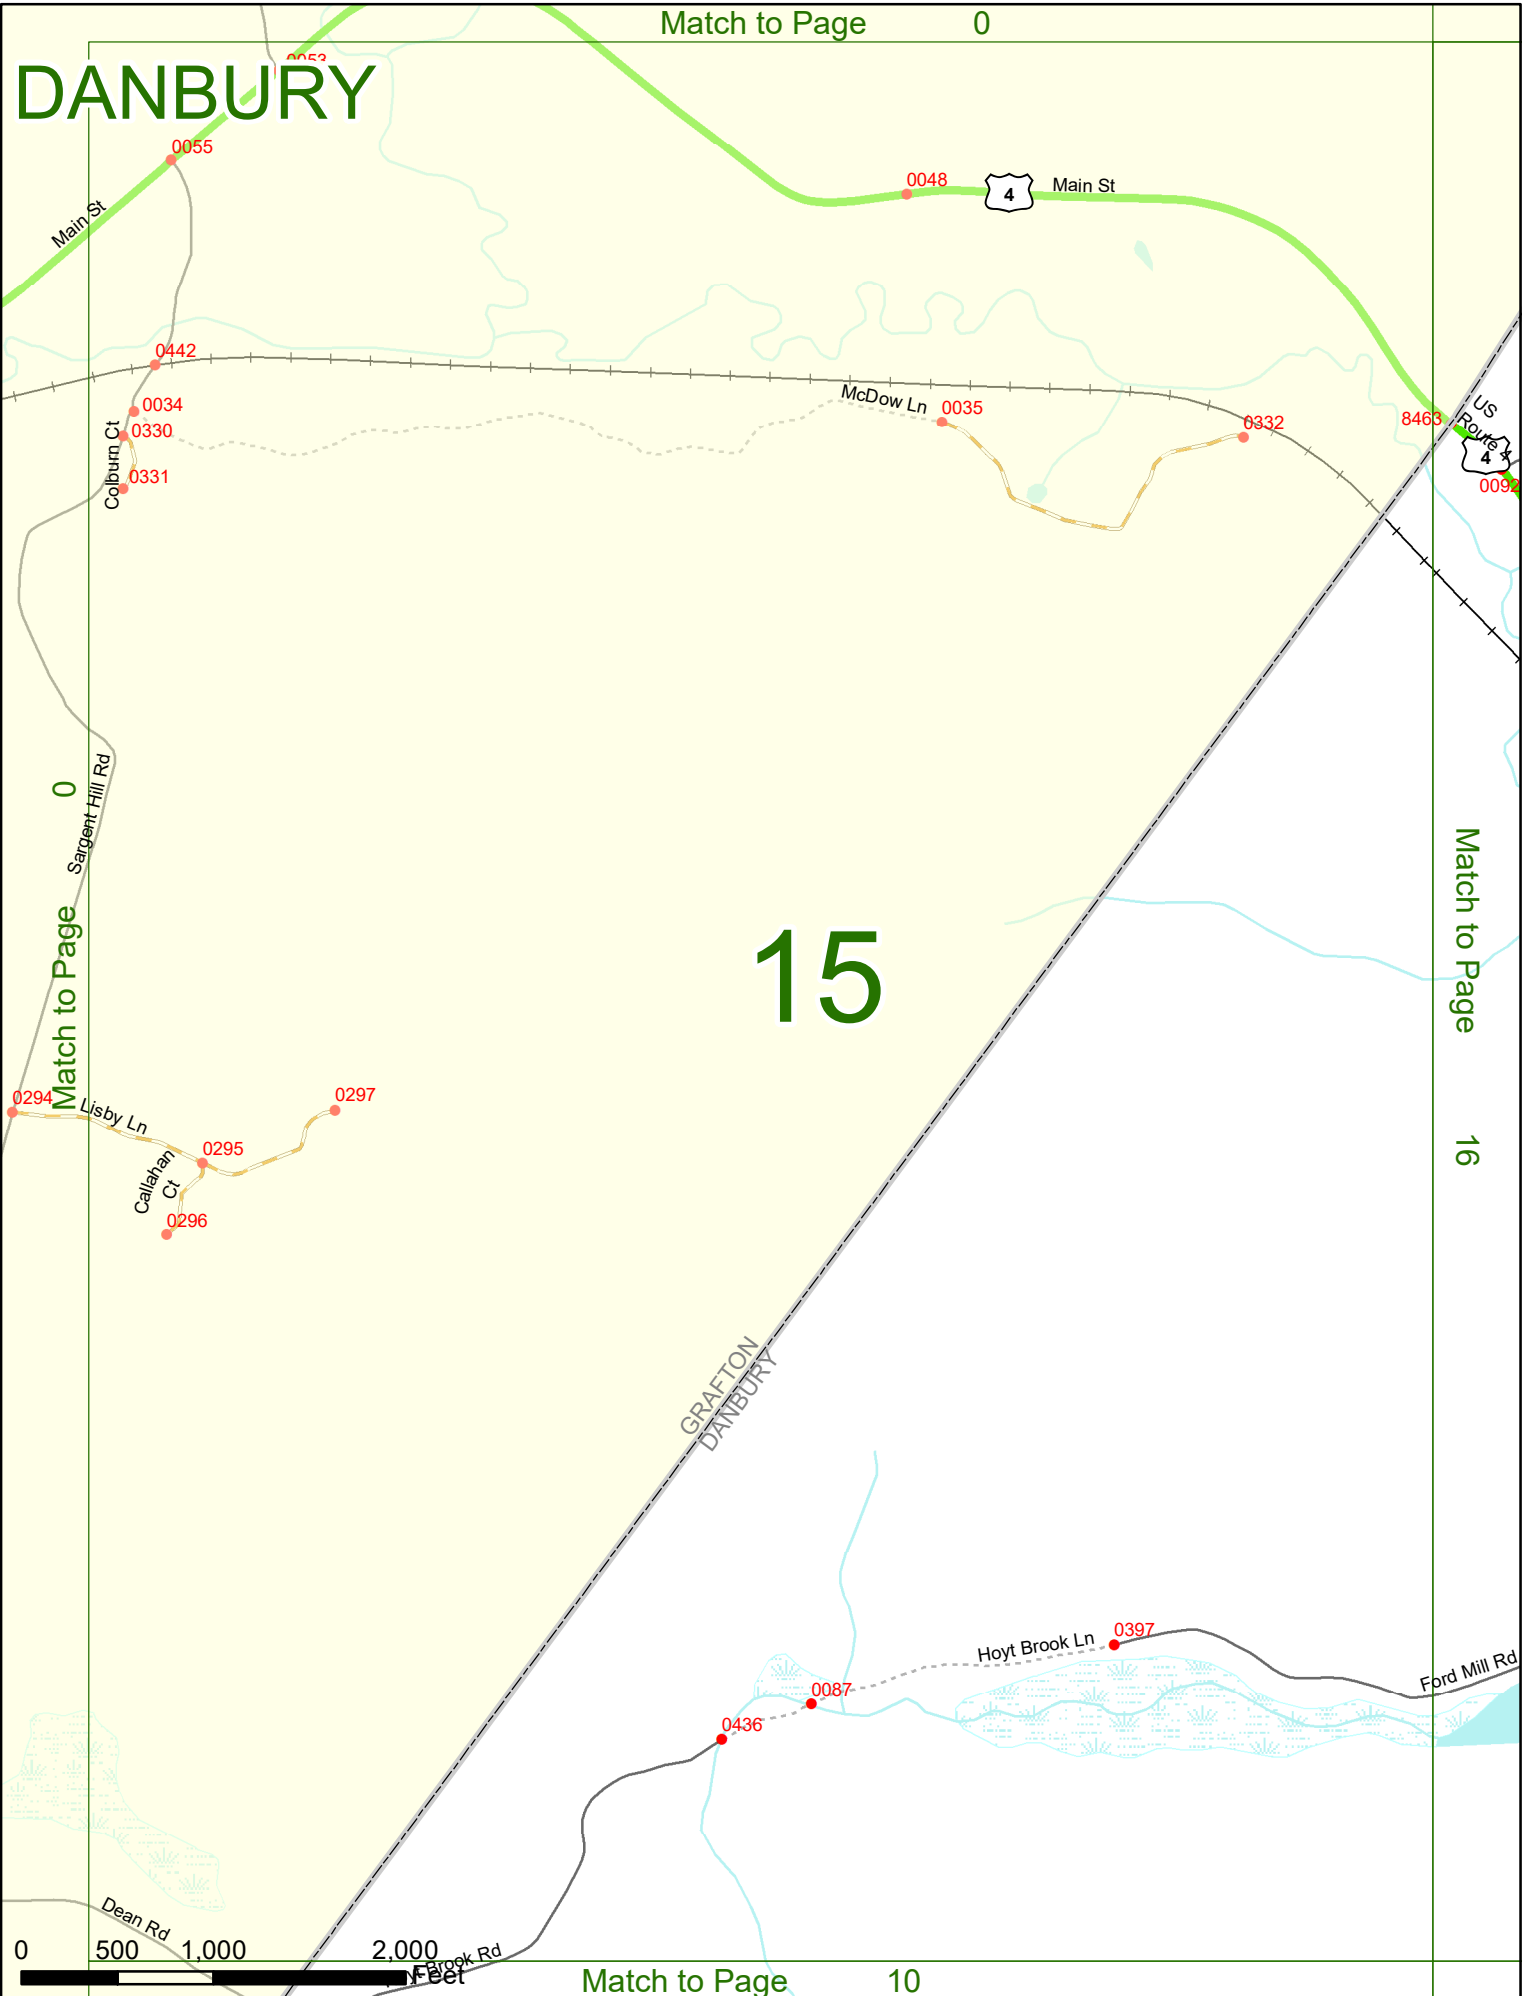 Match to Page 0
DANBURY
0053
0055
Main St
0048
4
Main St
0442
0034
0330
Colburn Ct
0331
McDow Ln
0035
0332
8463
US
Route 4
4
0092
Sargent Hill Rd
Match to Page 0
15
Match to Page 16
0294
Lisby Ln
0297
0295
Callahan
Ct
0296
GRAFTON
DANBURY
Hoyt Brook Ln
0397
Ford Mill Rd
0087
0436
Dean Rd
0 500 1,000 2,000
Feet
Brook Rd
Match to Page 10